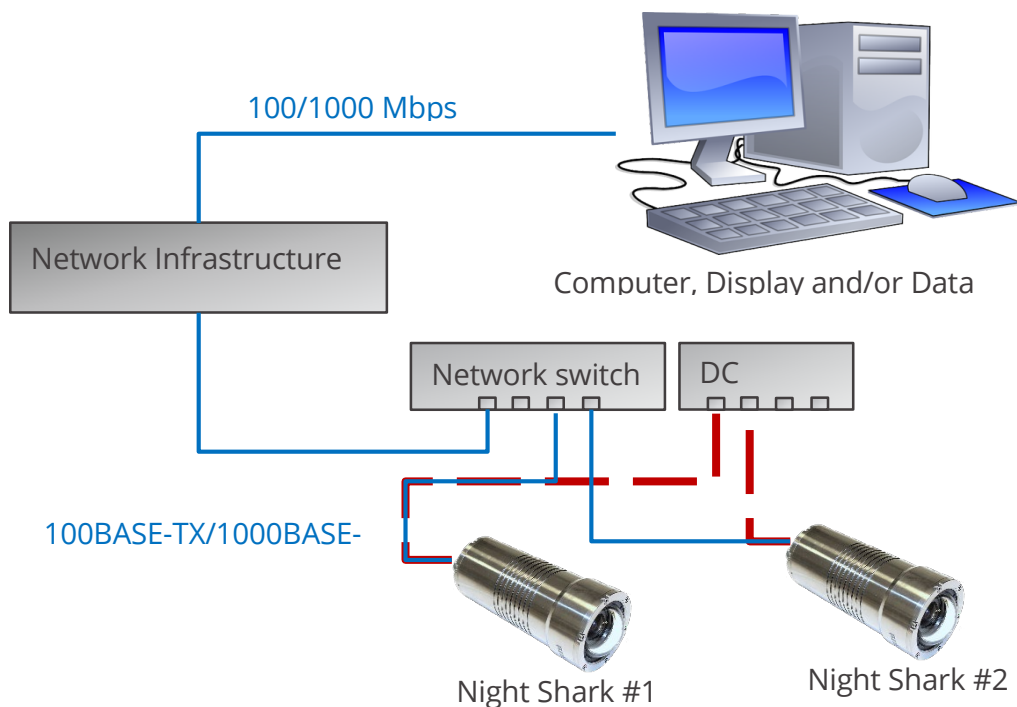 100/1000 Mbps
Network Infrastructure
Computer, Display and/or Data
Network switch
DC
100BASE-TX/1000BASE-
Night Shark #1
Night Shark #2